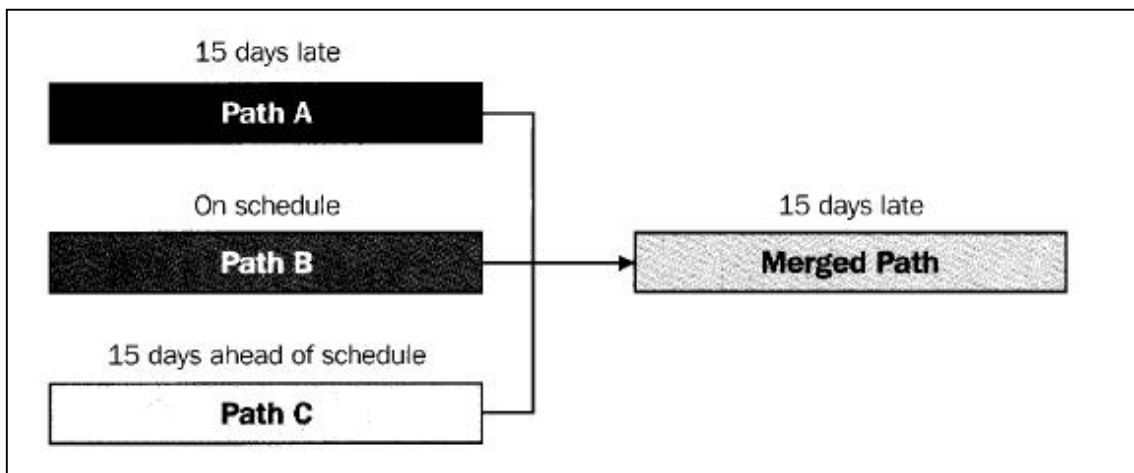 15 days late
Path A
On schedule
Path B
15 days ahead of schedule
Path C
15 days late
Merged Path